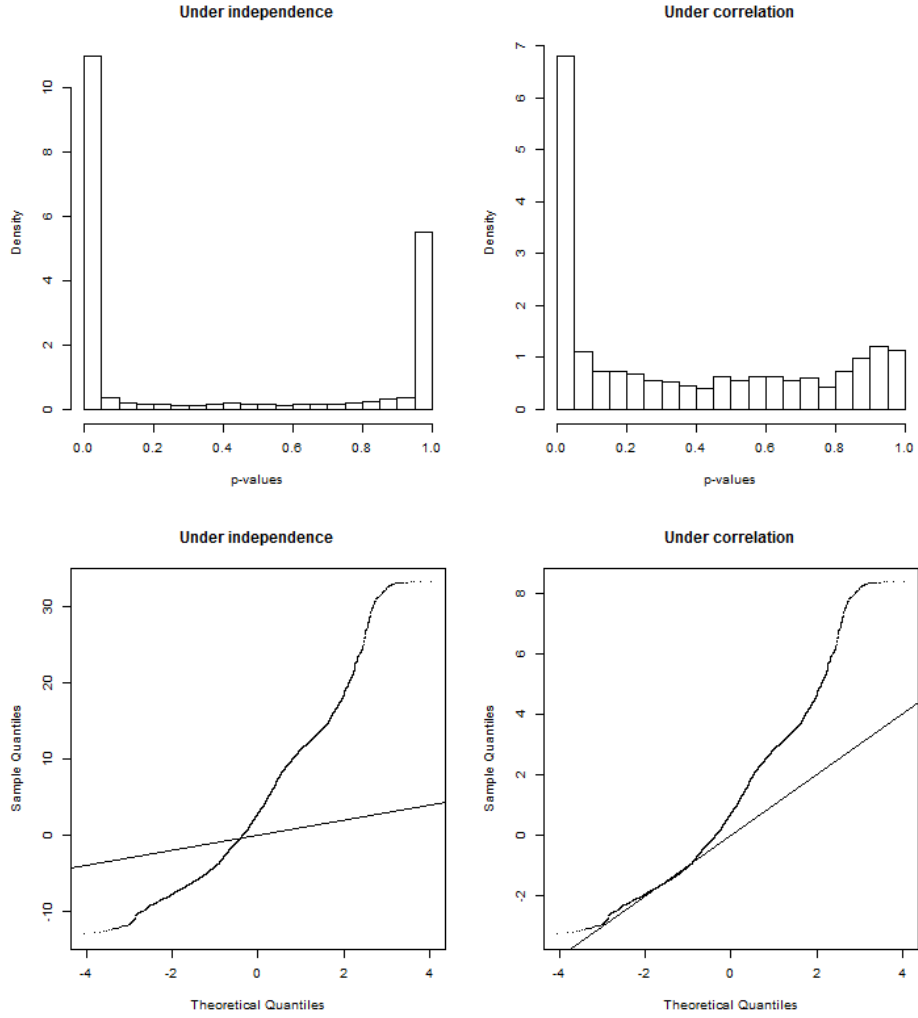 Under independence
Under correlation
10
8
6
4
2
0
Density
0.0 0.2 0.4 0.6 0.8 1.0
p-values
7
6
5
4
3
2
1
0
Density
0.0 0.2 0.4 0.6 0.8 1.0
p-values
Under independence
Under correlation
30
20
10
0
-10
Sample Quantiles
-4 -2 0 2 4
Theoretical Quantiles
8
6
4
2
0
-2
Sample Quantiles
-4 -2 0 2 4
Theoretical Quantiles